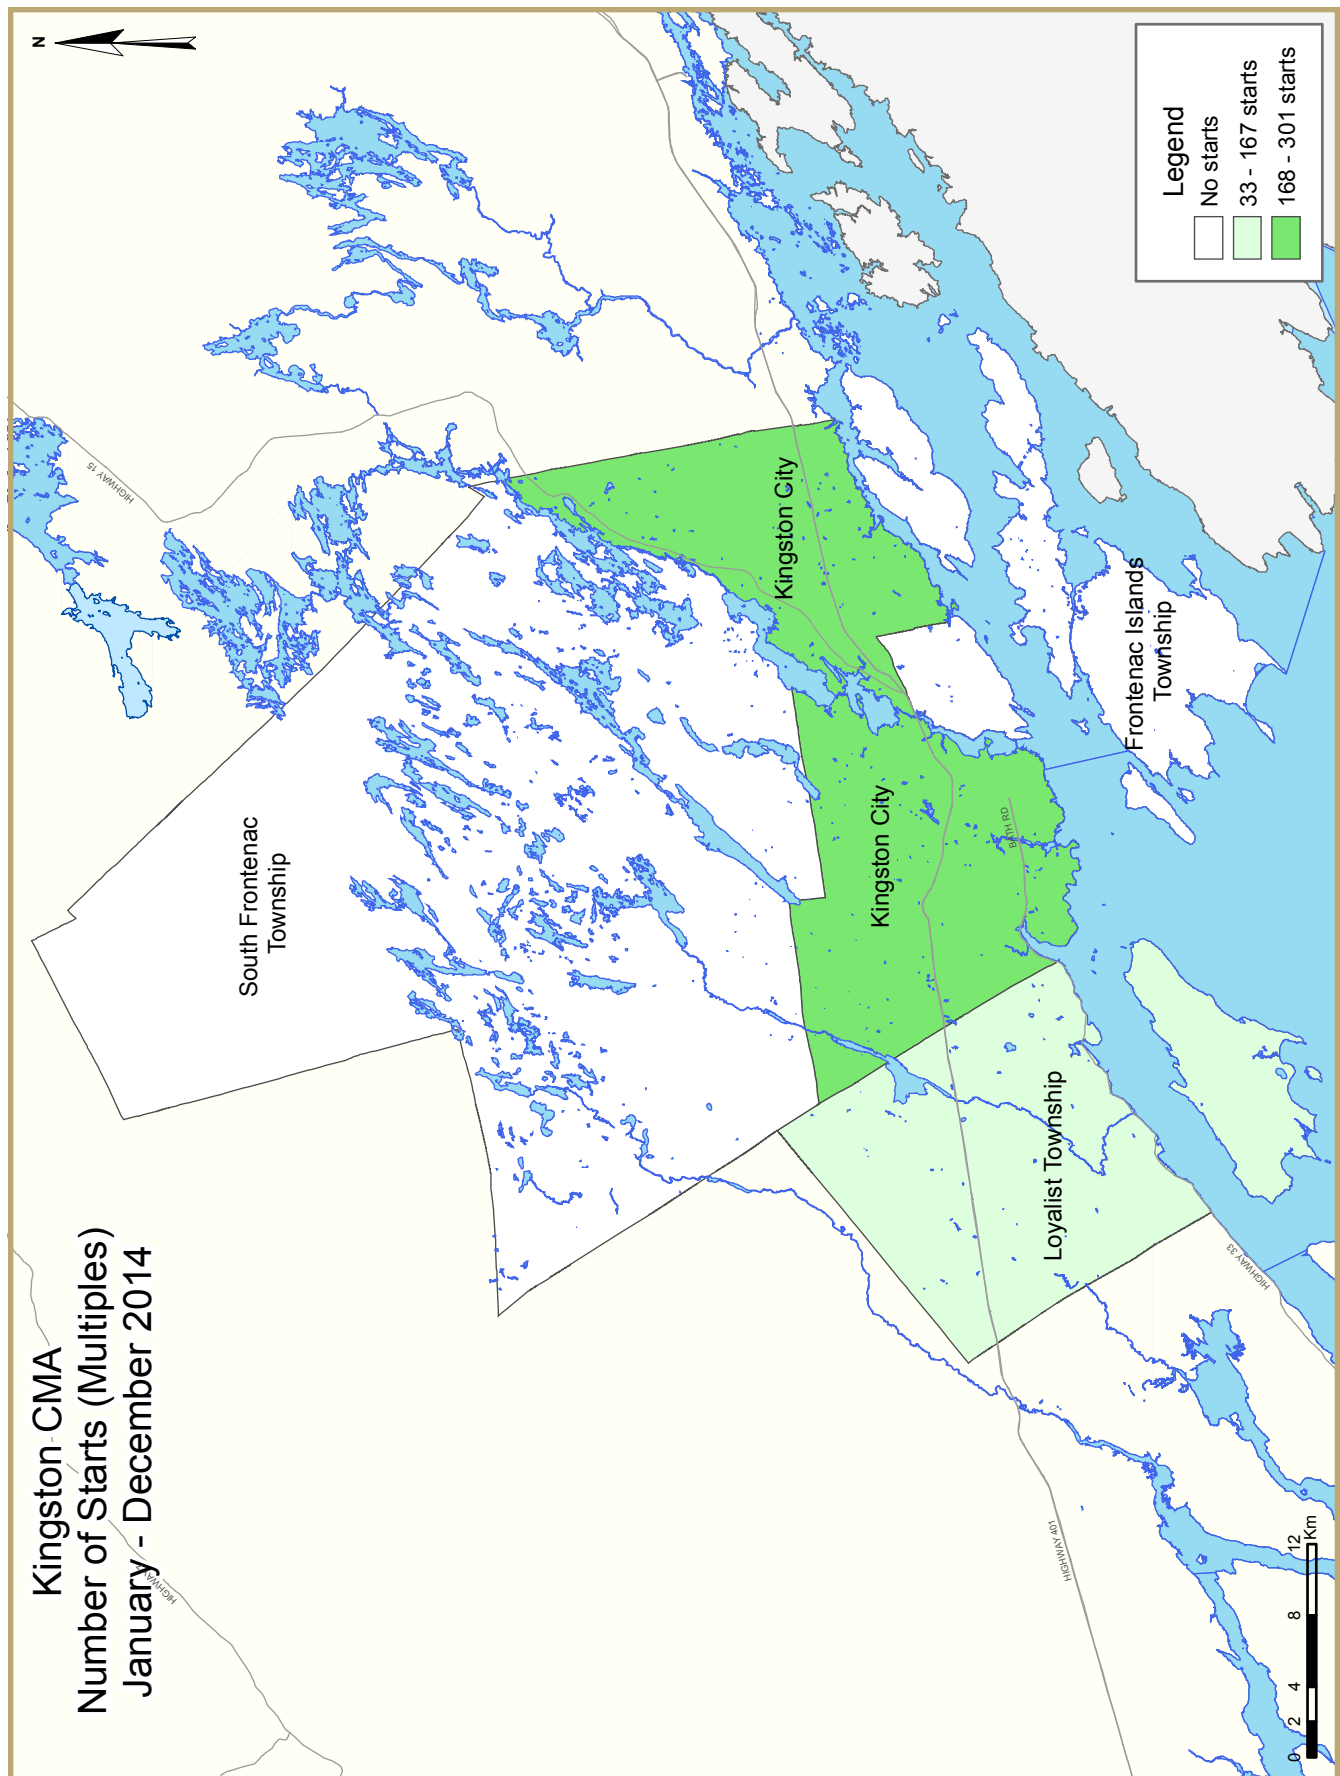 Kingston CMA
Number of Starts (Multiples)
January - December 2014
N
HIGHWAY 15
South Frontenac
Township
Kingston City
Kingston City
BATH RD
Frontenac Islands
Township
Loyalist Township
HIGHWAY 33
HIGHWAY 401
HIGHWAY
Legend
No starts
33 - 167 starts
168 - 301 starts
0 2 4 8 12
Km